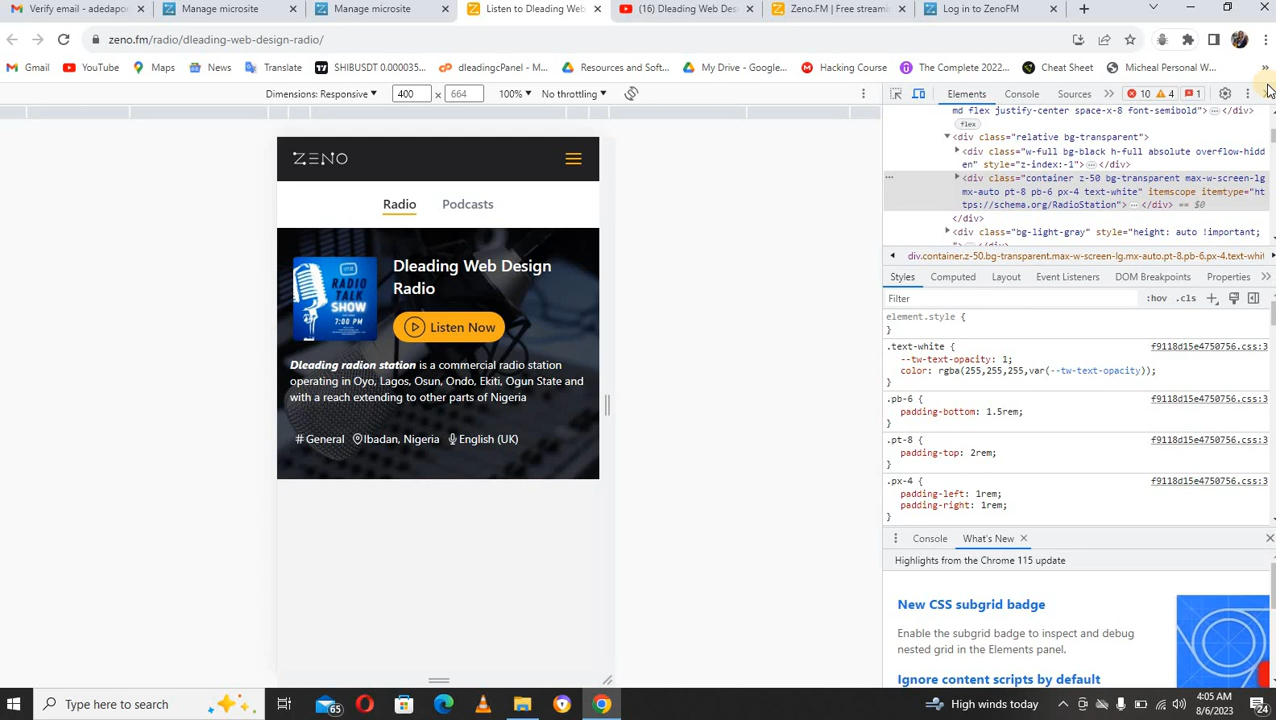 Verify email - adedapor
Manage microsite
Manage microsite
Listen to Dleading Web
(16) Dleading Web Desi
Zeno.FM | Free streami
Log in to ZenoFM
zeno.fm/radio/dleading-web-design-radio/
Gmail
YouTube
Maps
News
Translate
SHIBUSDT 0.000035...
dleadingcPanel - M...
Resources and Soft...
My Drive - Google...
Hacking Course
The Complete 2022...
Cheat Sheet
Micheal Personal W...
»
Dimensions: Responsive
400 × 664
100%
No throttling
Elements
Console
Sources
»
10
4
1
ZENO
Radio
Podcasts
RADIO TALK
SHOW
7:00 PM
Dleading Web Design
Radio
Listen Now
Dleading radion station is a commercial radio station
operating in Oyo, Lagos, Osun, Ondo, Ekiti, Ogun State and
with a reach extending to other parts of Nigeria
#General Ibadan, Nigeria English (UK)
md flex justify-center space-x-8 font-semibold">…</div>
flex
<div class="relative bg-transparent">
<div class="w-full bg-black h-full absolute overflow-hidd
en" style="z-index:-1">…</div>
… <div class="container z-50 bg-transparent max-w-screen-lg
mx-auto pt-8 pb-6 px-4 text-white" itemscope itemtype="ht
tps://schema.org/RadioStation">…</div> == $0
</div>
<div class="bg-light-gray" style="height: auto !important;
">…</div>
div.container.z-50.bg-transparent.max-w-screen-lg.mx-auto.pt-8.pb-6.px-4.text-whit
Styles
Computed
Layout
Event Listeners
DOM Breakpoints
Properties
»
Filter
:hov .cls
element.style {
}
.text-white {
f9118d15e4750756.css:3
--tw-text-opacity: 1;
color: rgba(255,255,255,var(--tw-text-opacity));
}
.pb-6 {
f9118d15e4750756.css:3
padding-bottom: 1.5rem;
}
.pt-8 {
f9118d15e4750756.css:3
padding-top: 2rem;
}
.px-4 {
f9118d15e4750756.css:3
padding-left: 1rem;
padding-right: 1rem;
}
Console
What's New
Highlights from the Chrome 115 update
New CSS subgrid badge
Enable the subgrid badge to inspect and debug
nested grid in the Elements panel.
Ignore content scripts by default
Type here to search
65
High winds today
4:05 AM
8/6/2023
24